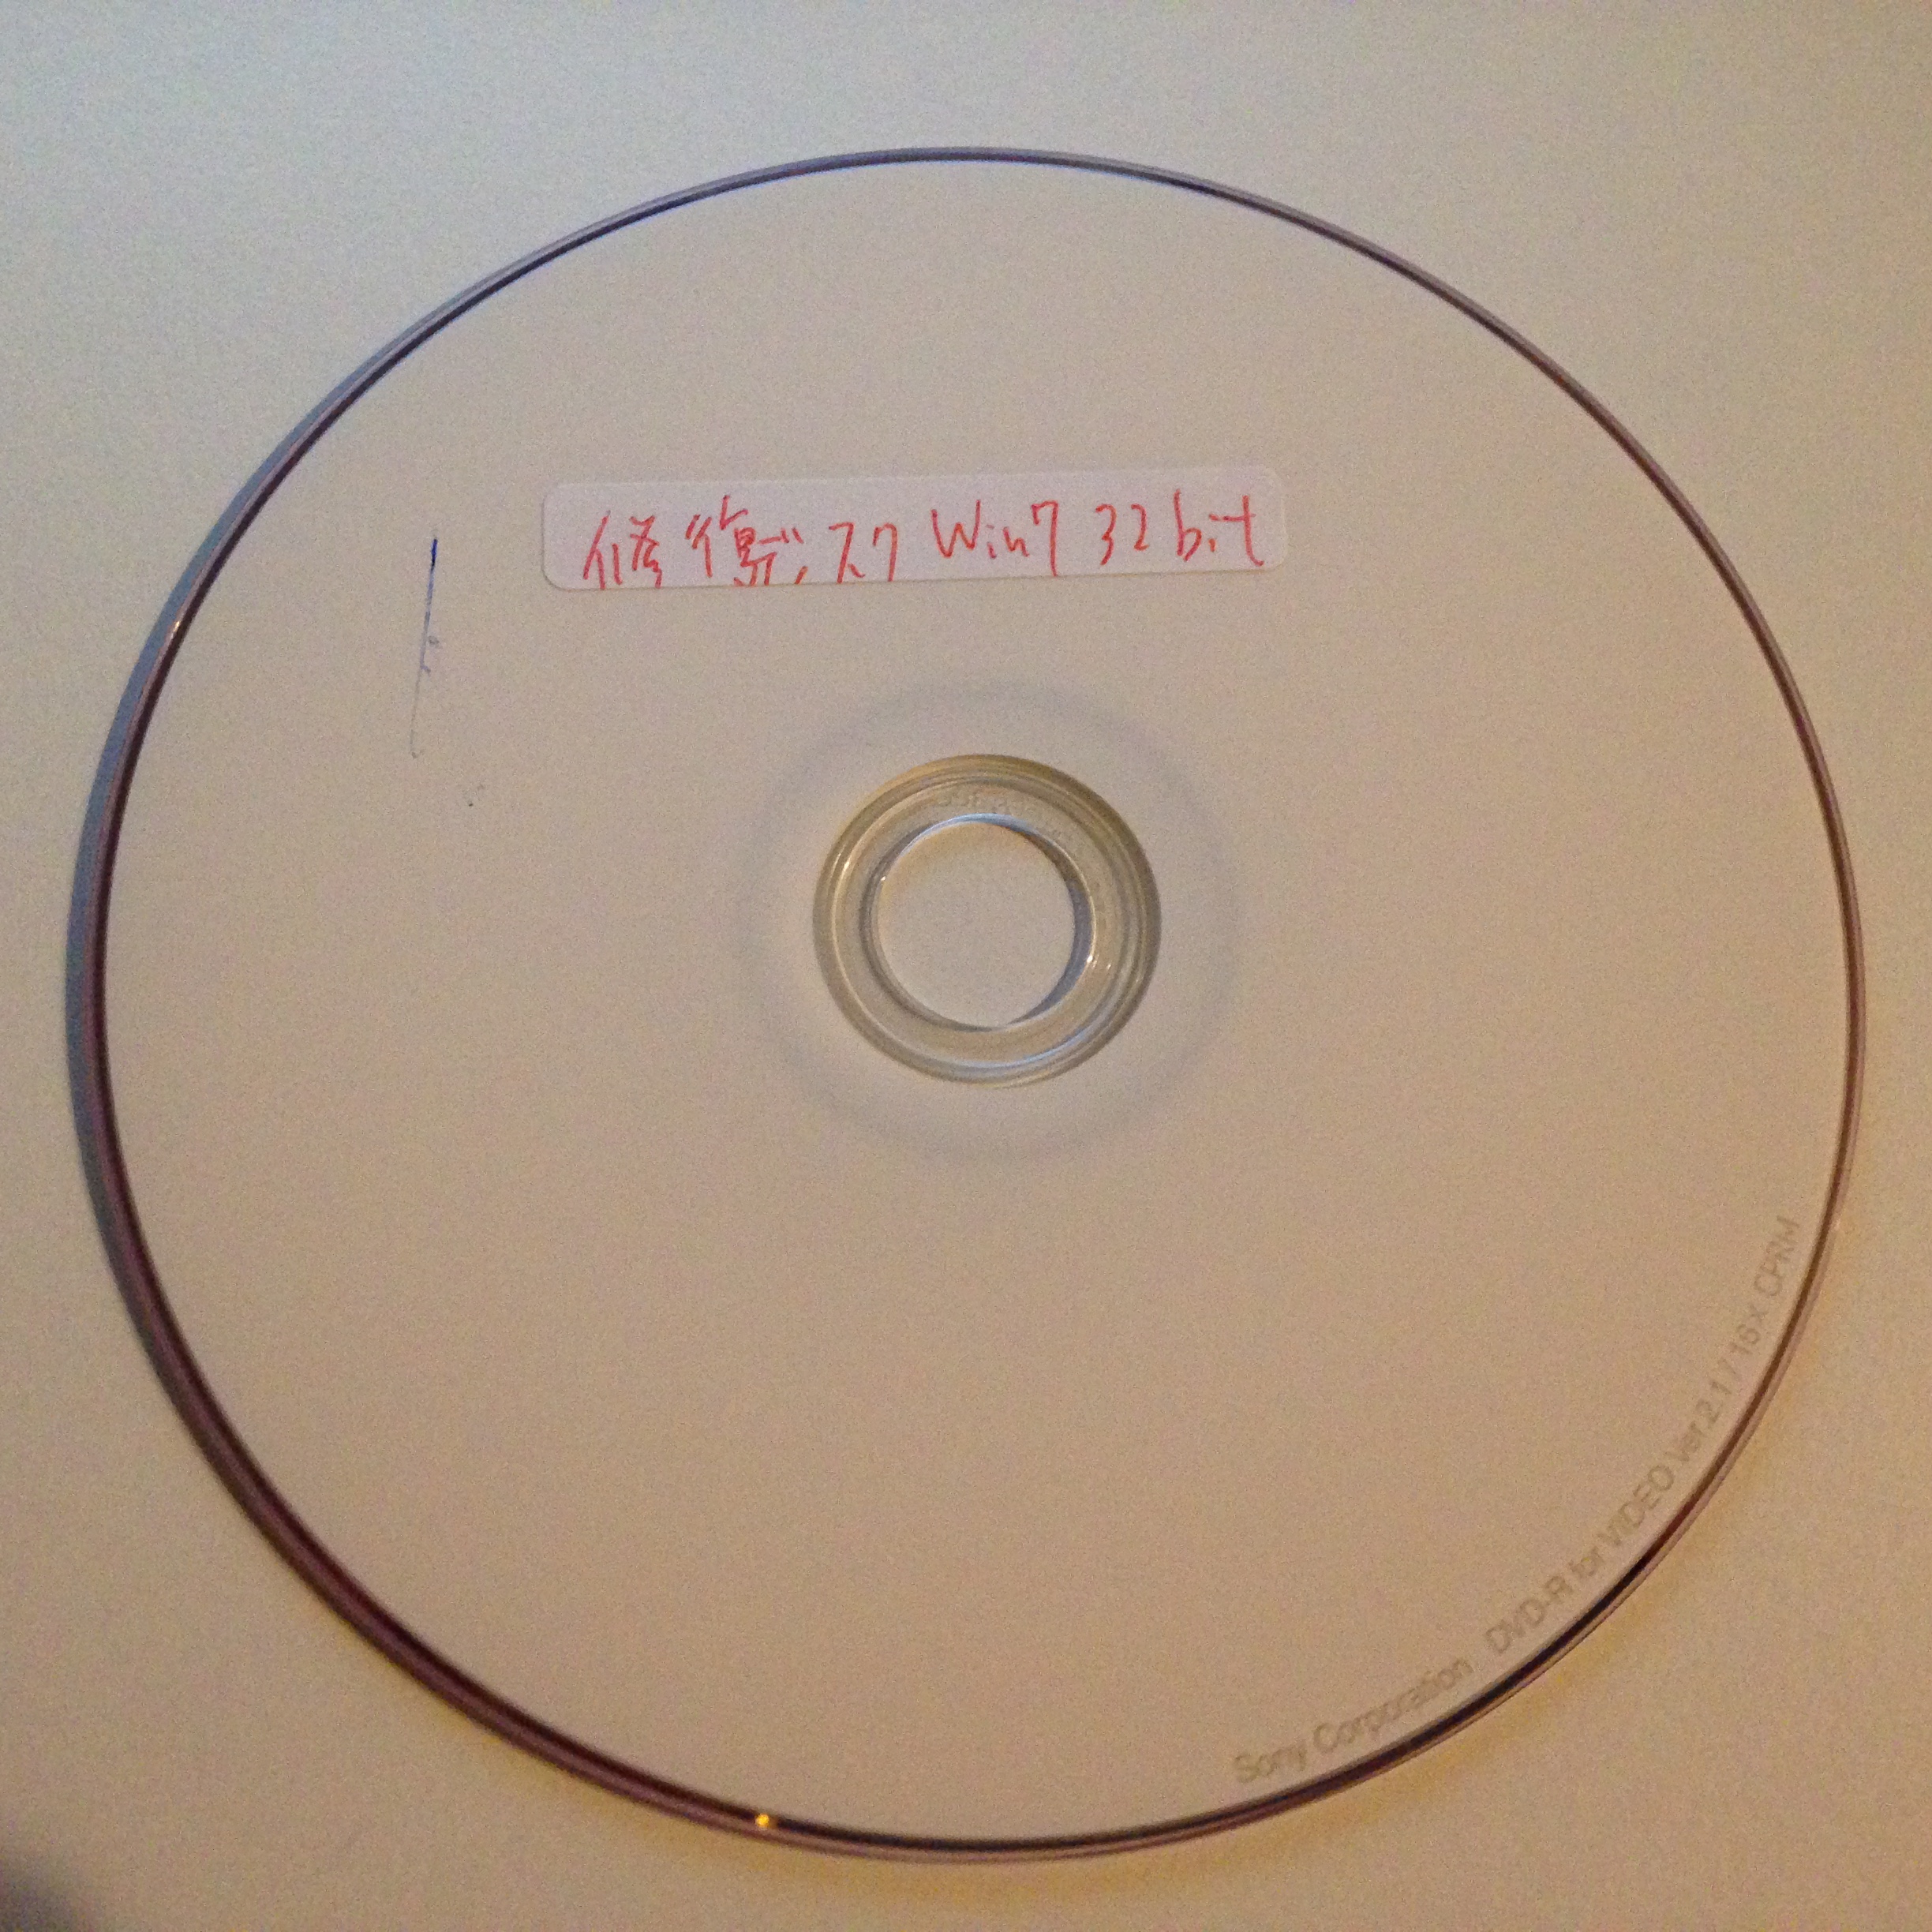 修復ディスク Win7 32bit
Sony Corporation DVD-R for VIDEO Ver 2.1 / 16X CPRM